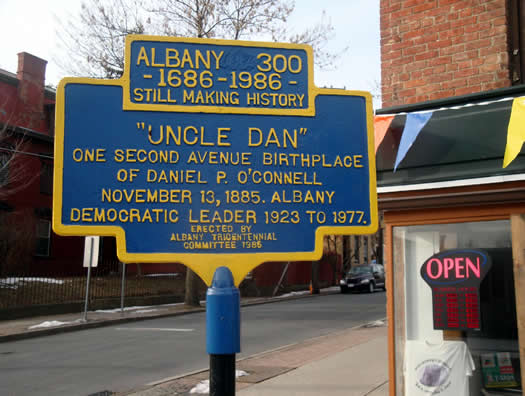 ALBANY 300
- 1686 - 1986 -
STILL MAKING HISTORY
"UNCLE DAN"
ONE SECOND AVENUE BIRTHPLACE
OF DANIEL P. O'CONNELL
NOVEMBER 13, 1885. ALBANY
DEMOCRATIC LEADER 1923 TO 1977.
ERECTED BY
ALBANY TRICENTENNIAL
COMMITTEE 1986
OPEN